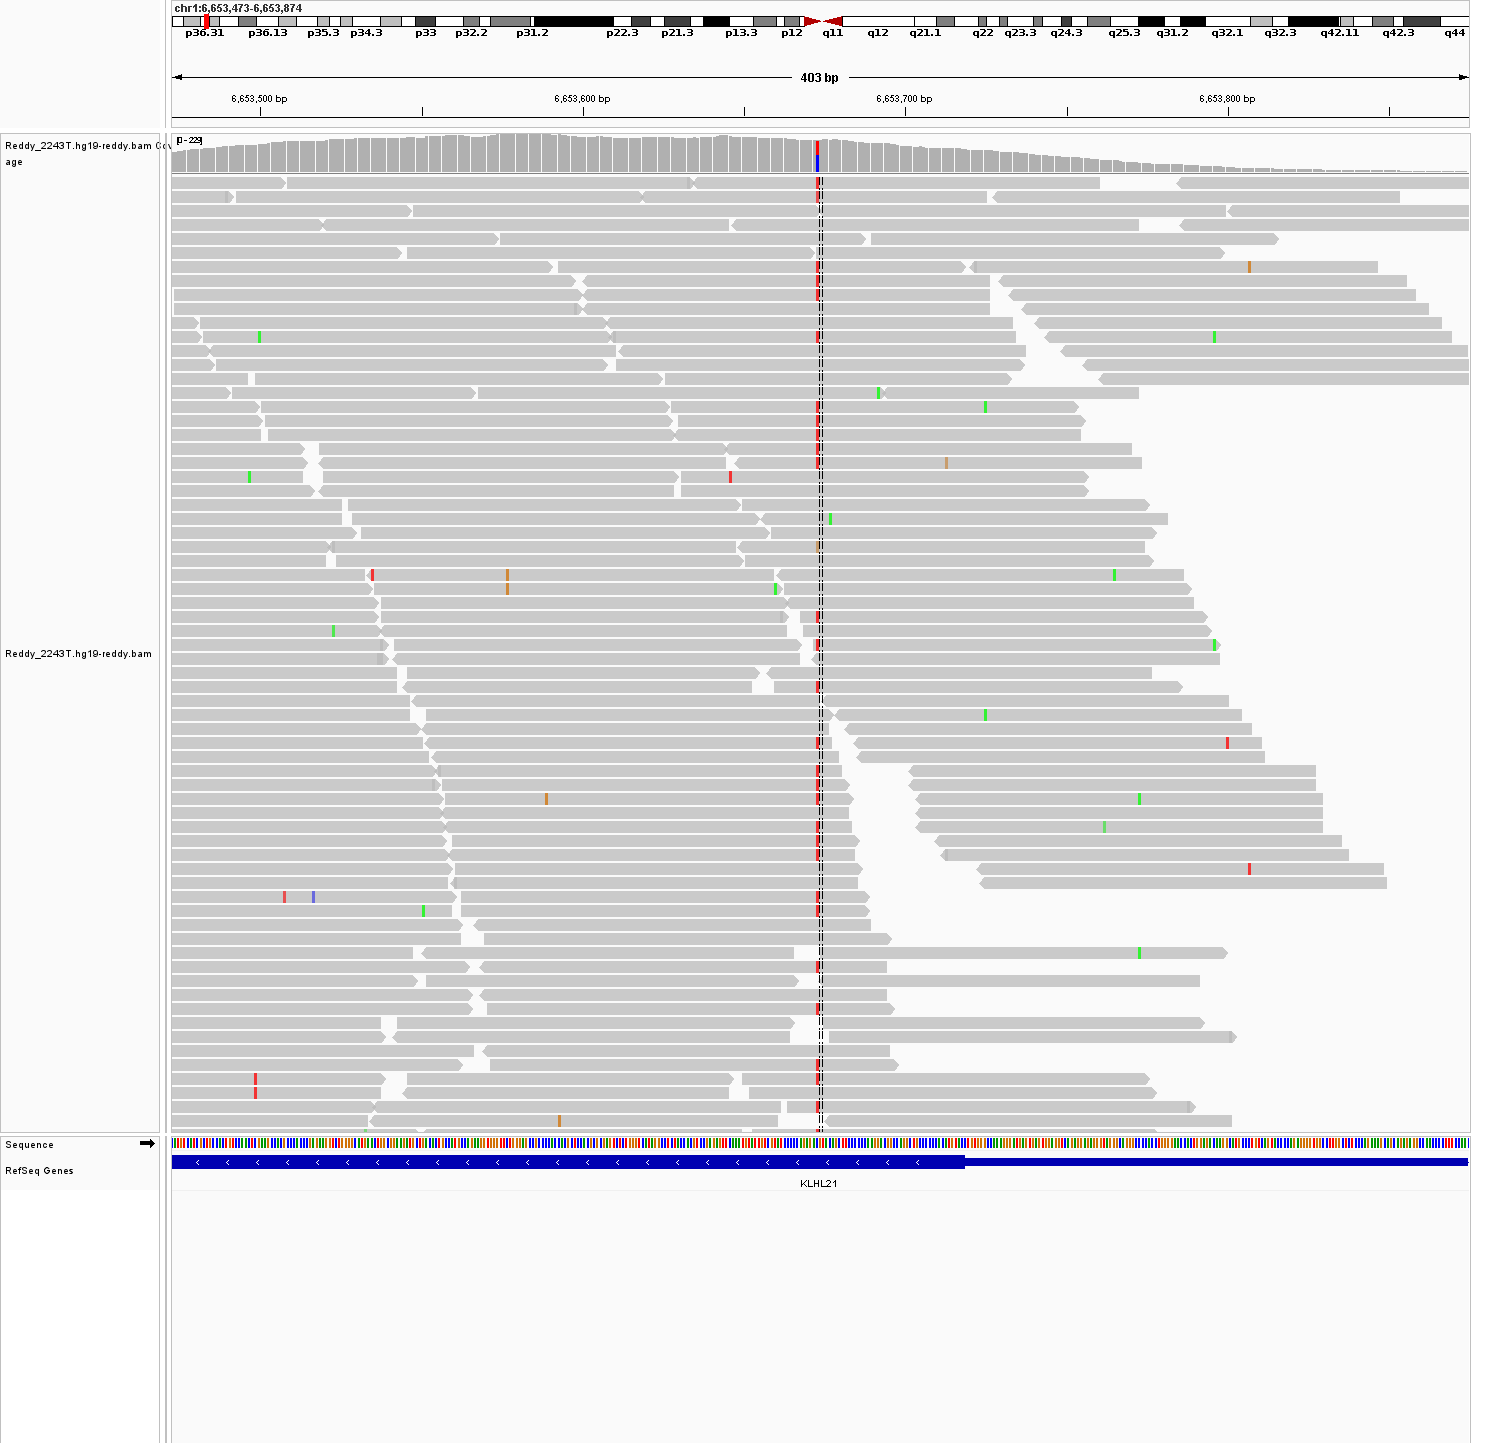 chr1:6,653,473-6,653,874
p36.31 p36.13 p35.3 p34.3 p33 p32.2 p31.2 p22.3 p21.3 p13.3 p12 q11 q12 q21.1 q22 q23.3 q24.3 q25.3 q31.2 q32.1 q32.3 q42.11 q42.3 q44
403 bp
6,653,500 bp 6,653,600 bp 6,653,700 bp 6,653,800 bp
[0 - 229]
Reddy_2243T.hg19-reddy.bam Cov
age
Reddy_2243T.hg19-reddy.bam
Sequence
RefSeq Genes
KLHL21